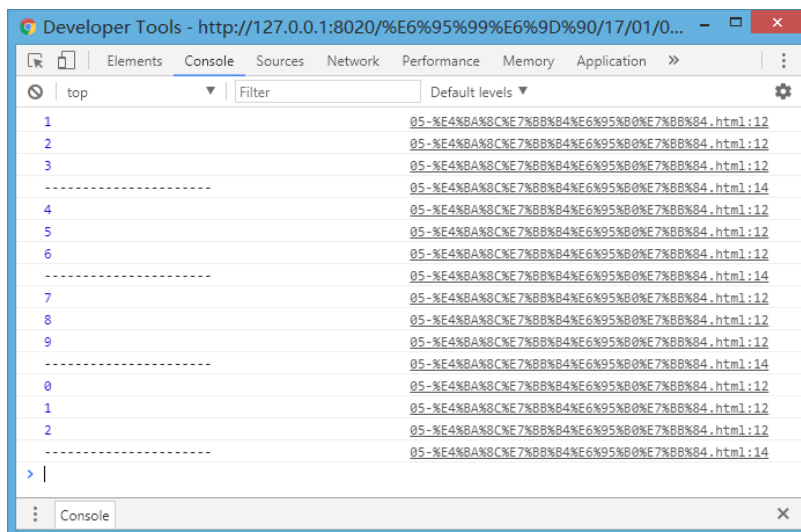 Developer Tools - http://127.0.0.1:8020/%E6%95%99%E6%9D%90/17/01/0...
Elements Console Sources Network Performance Memory Application »
top ▼ Filter Default levels ▼
1 05-%E4%BA%8C%E7%BB%B4%E6%95%B0%E7%BB%84.html:12
2 05-%E4%BA%8C%E7%BB%B4%E6%95%B0%E7%BB%84.html:12
3 05-%E4%BA%8C%E7%BB%B4%E6%95%B0%E7%BB%84.html:12
---------------------- 05-%E4%BA%8C%E7%BB%B4%E6%95%B0%E7%BB%84.html:14
4 05-%E4%BA%8C%E7%BB%B4%E6%95%B0%E7%BB%84.html:12
5 05-%E4%BA%8C%E7%BB%B4%E6%95%B0%E7%BB%84.html:12
6 05-%E4%BA%8C%E7%BB%B4%E6%95%B0%E7%BB%84.html:12
---------------------- 05-%E4%BA%8C%E7%BB%B4%E6%95%B0%E7%BB%84.html:14
7 05-%E4%BA%8C%E7%BB%B4%E6%95%B0%E7%BB%84.html:12
8 05-%E4%BA%8C%E7%BB%B4%E6%95%B0%E7%BB%84.html:12
9 05-%E4%BA%8C%E7%BB%B4%E6%95%B0%E7%BB%84.html:12
---------------------- 05-%E4%BA%8C%E7%BB%B4%E6%95%B0%E7%BB%84.html:14
0 05-%E4%BA%8C%E7%BB%B4%E6%95%B0%E7%BB%84.html:12
1 05-%E4%BA%8C%E7%BB%B4%E6%95%B0%E7%BB%84.html:12
2 05-%E4%BA%8C%E7%BB%B4%E6%95%B0%E7%BB%84.html:12
---------------------- 05-%E4%BA%8C%E7%BB%B4%E6%95%B0%E7%BB%84.html:14
>
Console